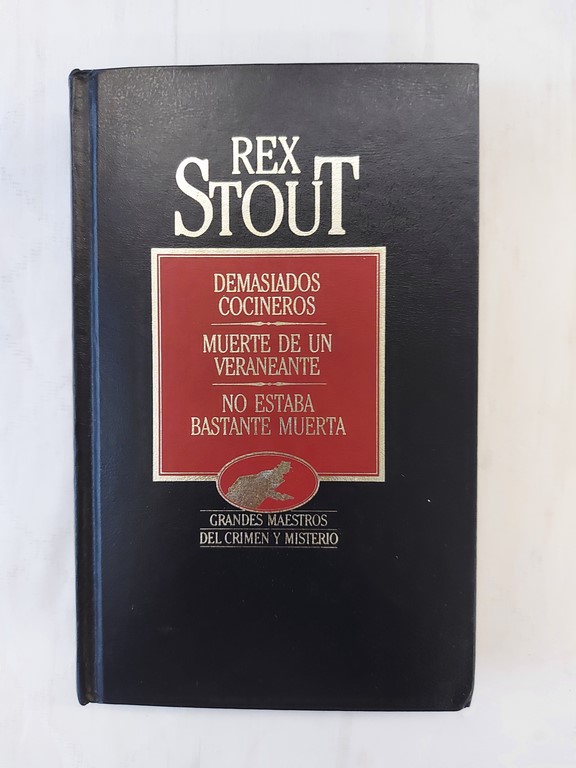 REX
STOUT
DEMASIADOS
COCINEROS
MUERTE DE UN
VERANEANTE
NO ESTABA
BASTANTE MUERTA
GRANDES MAESTROS
DEL CRIMEN Y MISTERIO